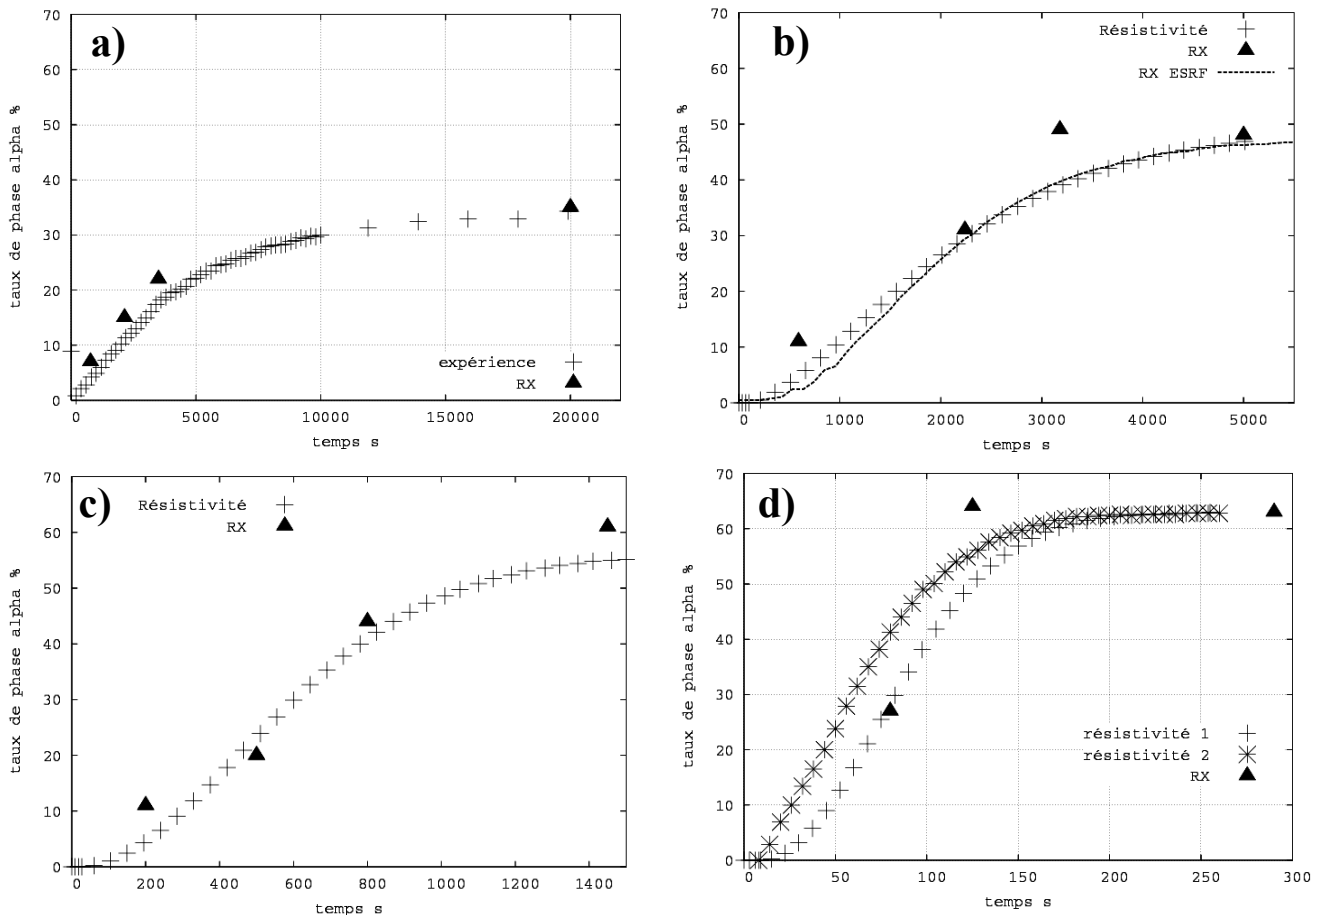 a)
70
60
50
40
30
20
10
0
taux de phase alpha %
expérience
RX
0 5000 10000 15000 20000
temps s
b)
70
60
50
40
30
20
10
0
taux de phase alpha %
Résistivité
RX
RX ESRF
0 1000 2000 3000 4000 5000
temps s
c)
70
60
50
40
30
20
10
0
taux de phase alpha %
Résistivité
RX
0 200 400 600 800 1000 1200 1400
temps s
d)
70
60
50
40
30
20
10
0
taux de phase alpha %
résistivité 1
résistivité 2
RX
0 50 100 150 200 250 300
temps s